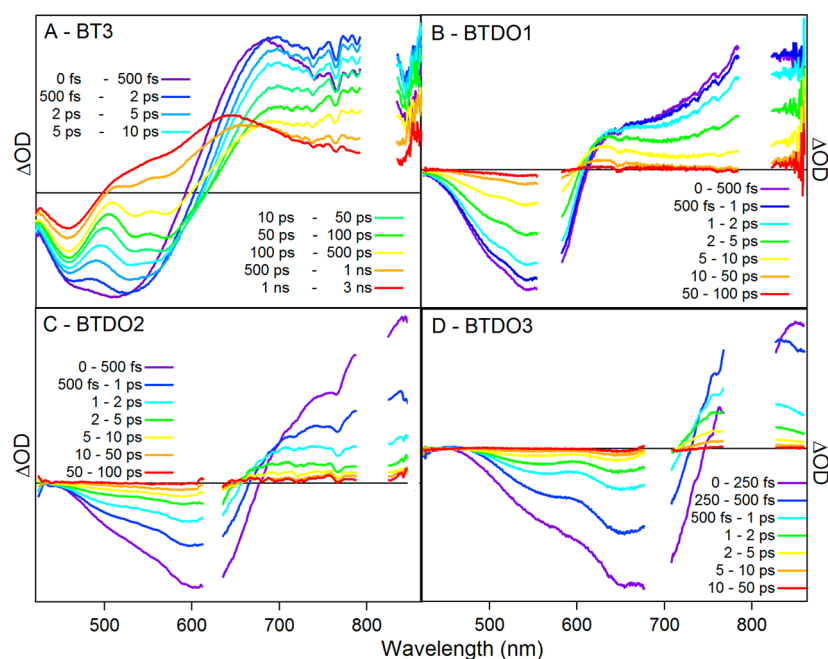 A - BT3
0 fs - 500 fs
500 fs - 2 ps
2 ps - 5 ps
5 ps - 10 ps
10 ps - 50 ps
50 ps - 100 ps
100 ps - 500 ps
500 ps - 1 ns
1 ns - 3 ns
ΔOD
B - BTDO1
0 - 500 fs
500 fs - 1 ps
1 - 2 ps
2 - 5 ps
5 - 10 ps
10 - 50 ps
50 - 100 ps
ΔOD
C - BTDO2
0 - 500 fs
500 fs - 1 ps
1 - 2 ps
2 - 5 ps
5 - 10 ps
10 - 50 ps
50 - 100 ps
ΔOD
D - BTDO3
0 - 250 fs
250 - 500 fs
500 fs - 1 ps
1 - 2 ps
2 - 5 ps
5 - 10 ps
10 - 50 ps
ΔOD
500 600 700 800 500 600 700 800
Wavelength (nm)